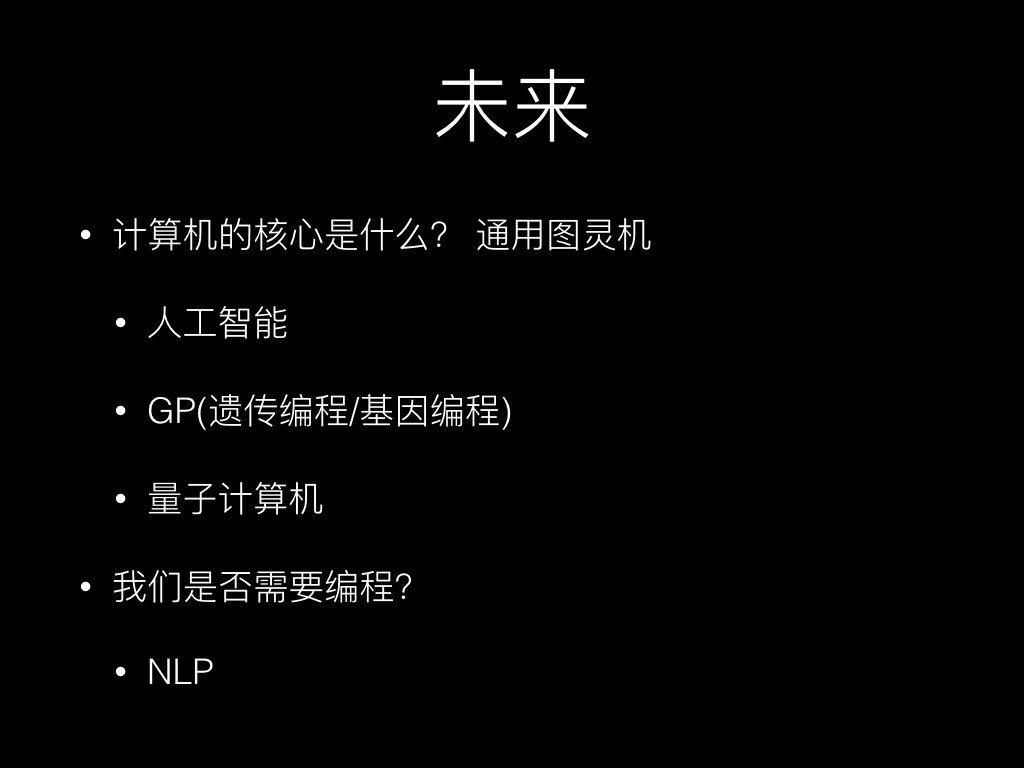 未来
• 计算机的核心是什么? 通用图灵机
• 人工智能
• GP(遗传编程/基因编程)
• 量子计算机
• 我们是否需要编程?
• NLP